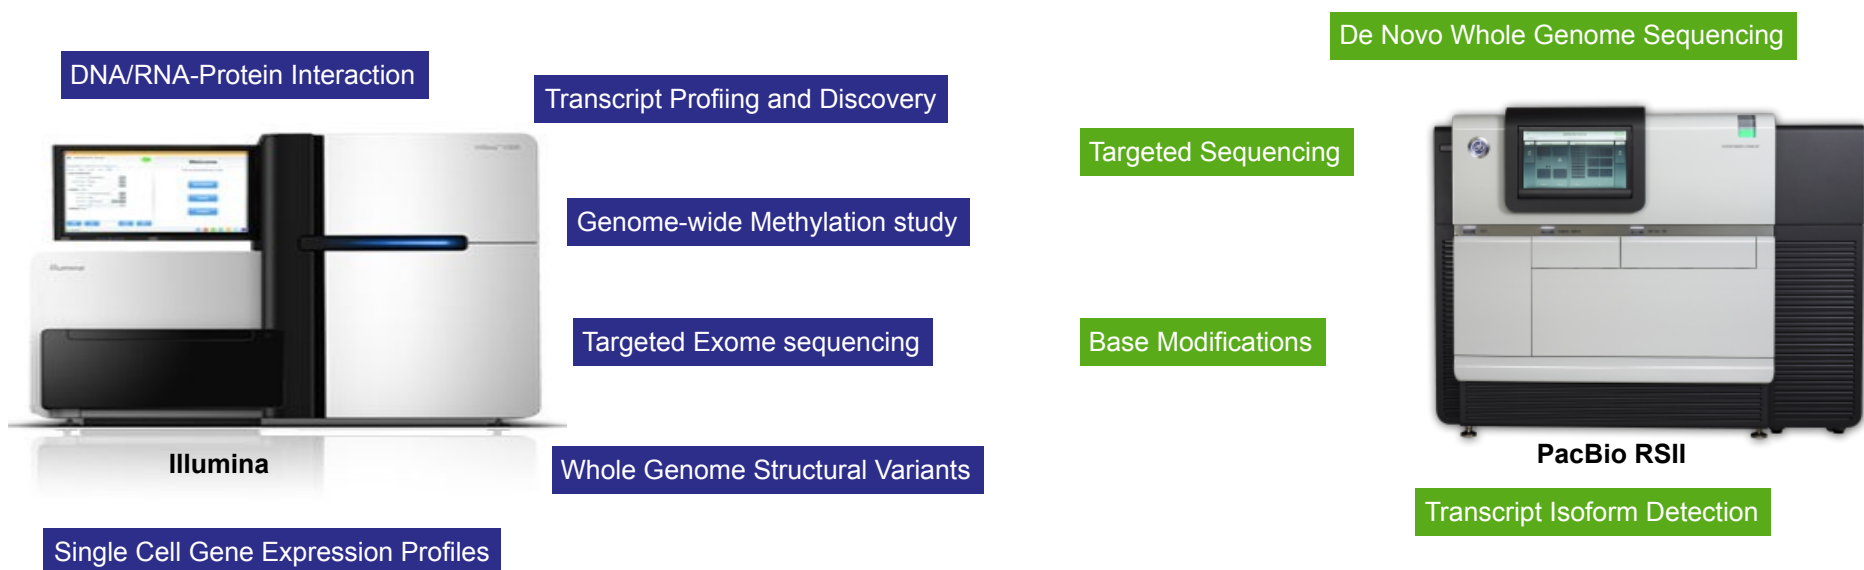 De Novo Whole Genome Sequencing
DNA/RNA-Protein Interaction
Transcript Profiing and Discovery
Targeted Sequencing
Genome-wide Methylation study
Targeted Exome sequencing
Base Modifications
Illumina
PacBio RSII
Whole Genome Structural Variants
Transcript Isoform Detection
Single Cell Gene Expression Profiles
Welcome
illumina